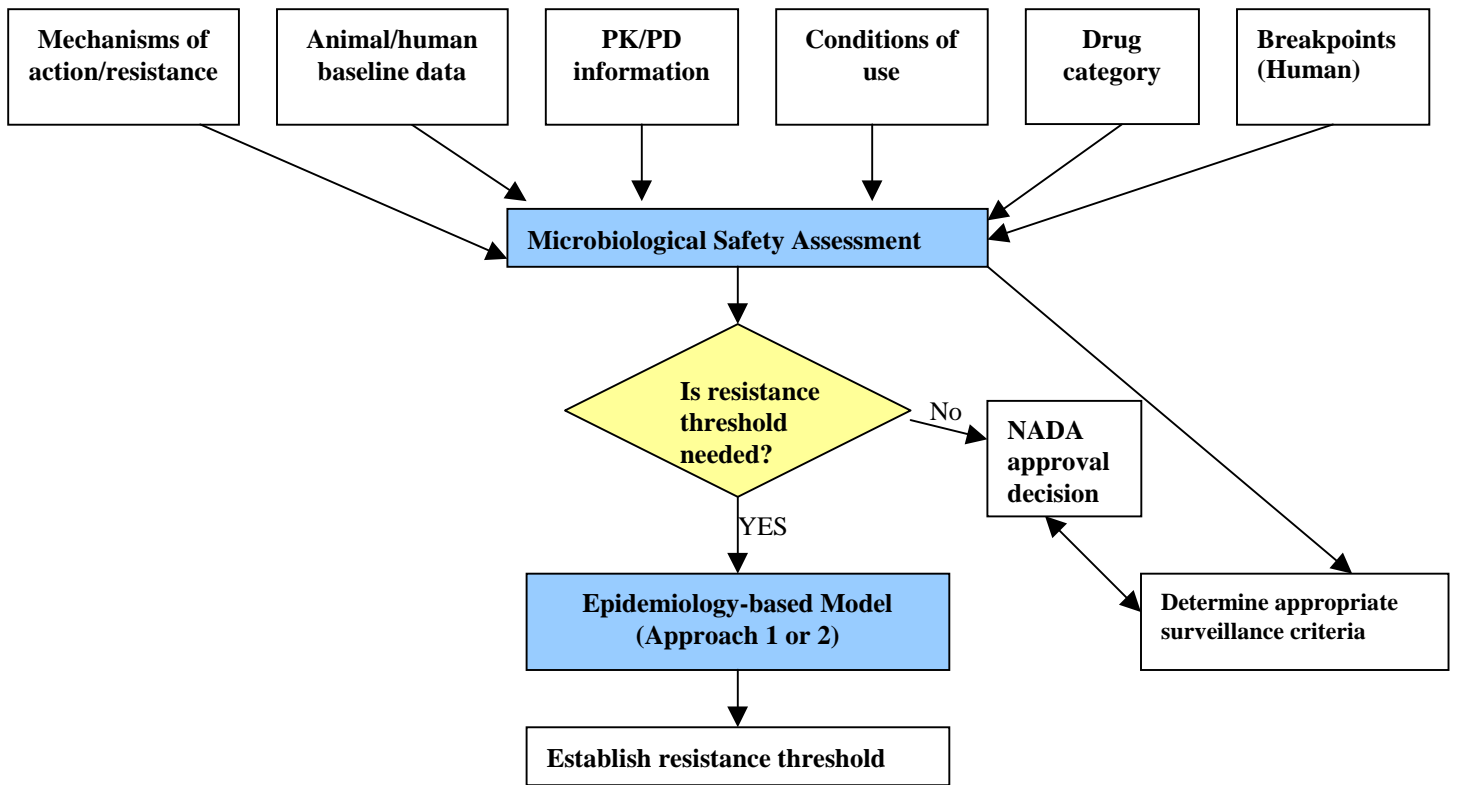 Mechanisms of
action/resistance
Animal/human
baseline data
PK/PD
information
Conditions of
use
Drug
category
Breakpoints
(Human)
Microbiological Safety Assessment
Is resistance
threshold
needed?
No
NADA
approval
decision
YES
Epidemiology-based Model
(Approach 1 or 2)
Determine appropriate
surveillance criteria
Establish resistance threshold